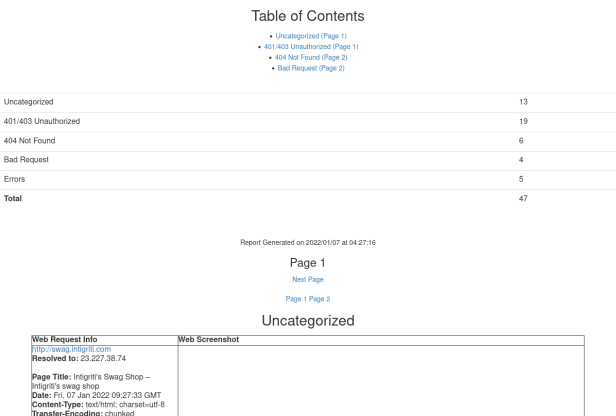 Table of Contents
• Uncategorized (Page 1)
• 401/403 Unauthorized (Page 1)
• 404 Not Found (Page 2)
• Bad Request (Page 2)
Uncategorized 13
401/403 Unauthorized 19
404 Not Found 6
Bad Request 4
Errors 5
Total 47
Report Generated on 2022/01/07 at 04:27:16
Page 1
Next Page
Page 1 Page 2
Uncategorized
Web Request Info Web Screenshot
http://swag.intigriti.com
Resolved to: 23.227.38.74
Page Title: Intigriti's Swag Shop –
Intigriti's swag shop
Date: Fri, 07 Jan 2022 09:27:33 GMT
Content-Type: text/html; charset=utf-8
Transfer-Encoding: chunked